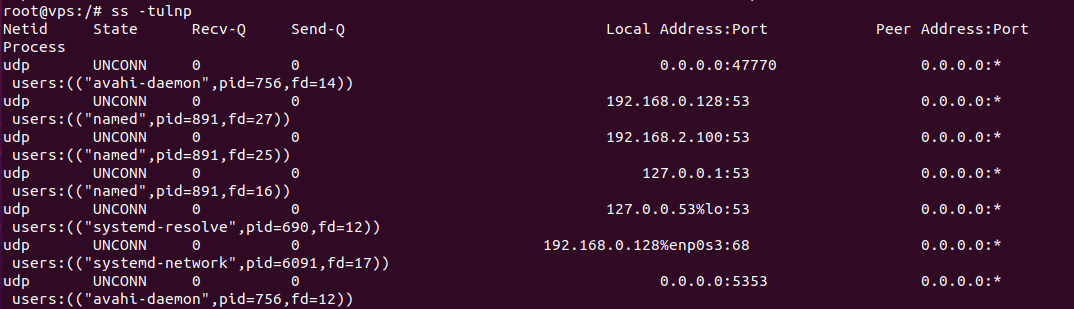 root@vps:/# ss -tulnp
Netid State Recv-Q Send-Q Local Address:Port Peer Address:Port
Process
udp UNCONN 0 0 0.0.0.0:47770 0.0.0.0:*
users:(("avahi-daemon",pid=756,fd=14))
udp UNCONN 0 0 192.168.0.128:53 0.0.0.0:*
users:(("named",pid=891,fd=27))
udp UNCONN 0 0 192.168.2.100:53 0.0.0.0:*
users:(("named",pid=891,fd=25))
udp UNCONN 0 0 127.0.0.1:53 0.0.0.0:*
users:(("named",pid=891,fd=16))
udp UNCONN 0 0 127.0.0.53%lo:53 0.0.0.0:*
users:(("systemd-resolve",pid=690,fd=12))
udp UNCONN 0 0 192.168.0.128%enp0s3:68 0.0.0.0:*
users:(("systemd-network",pid=6091,fd=17))
udp UNCONN 0 0 0.0.0.0:5353 0.0.0.0:*
users:(("avahi-daemon",pid=756,fd=12))